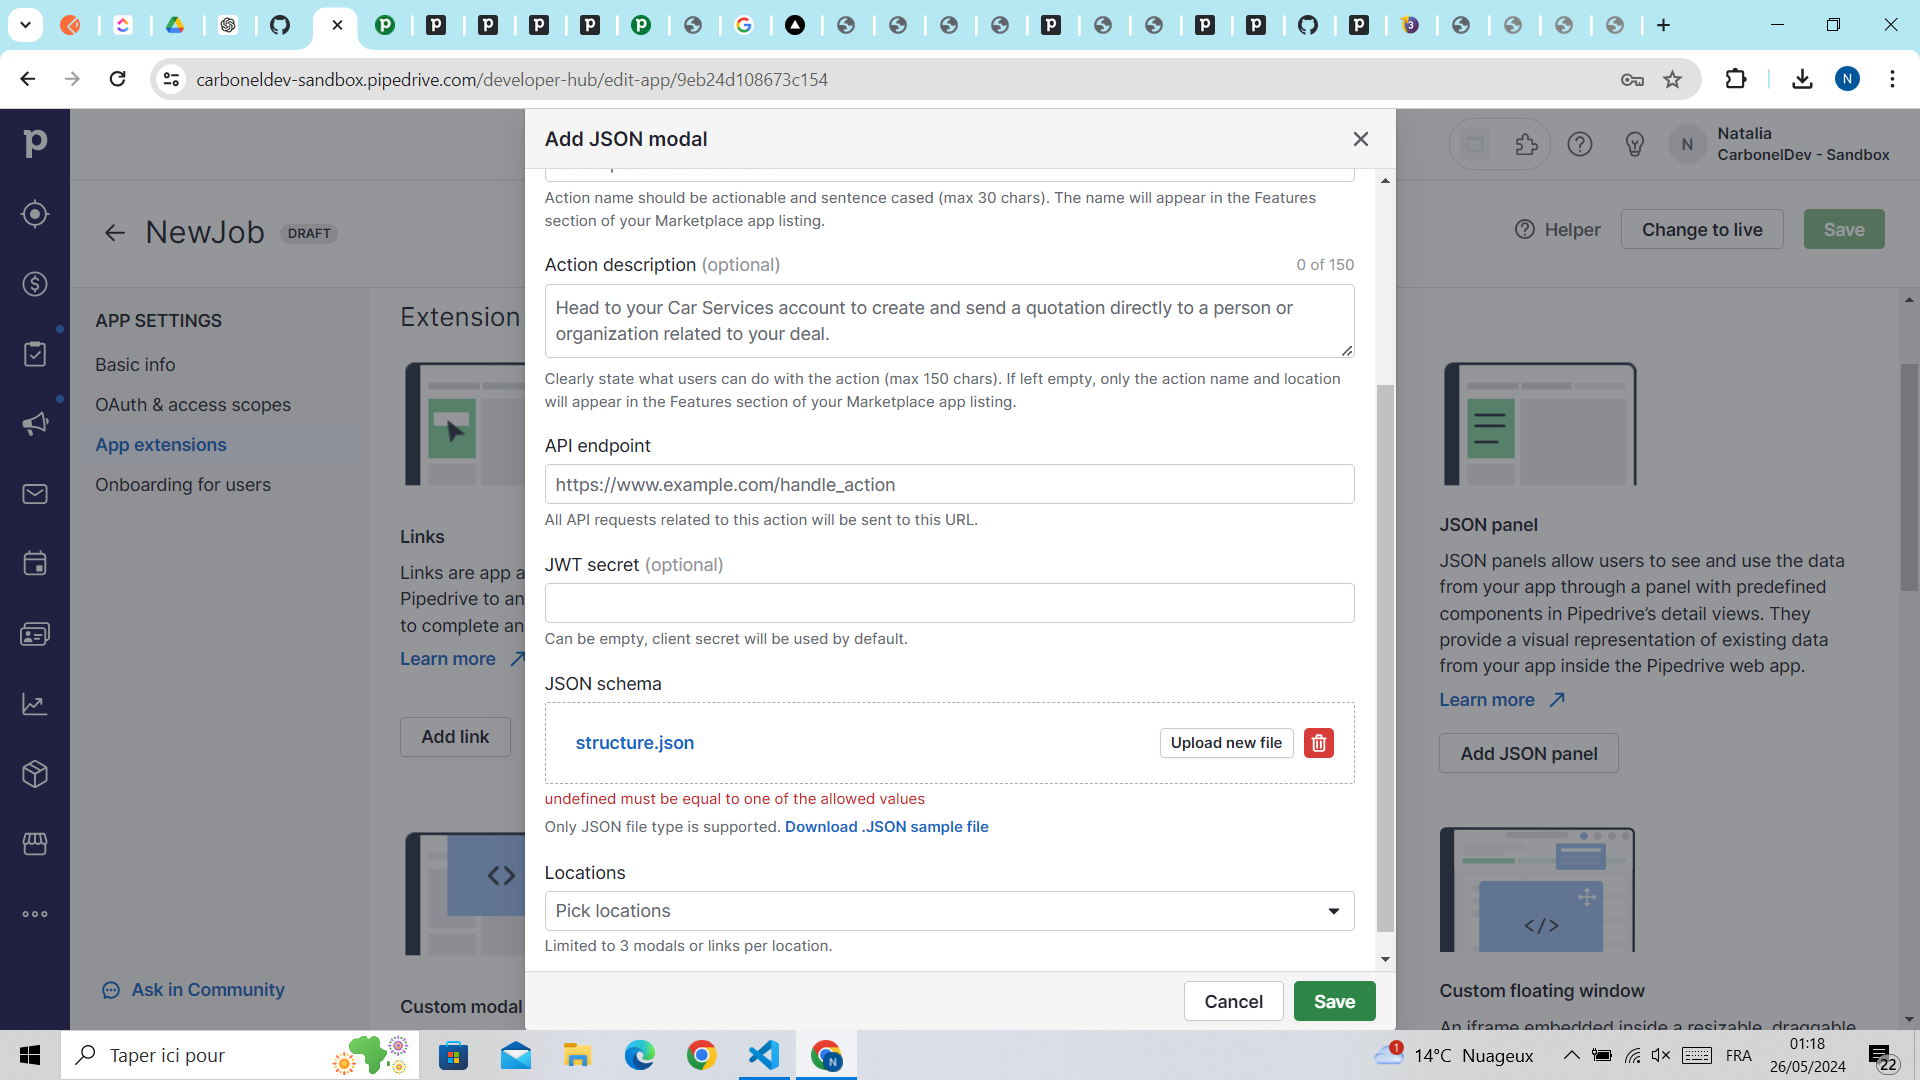 carboneldev-sandbox.pipedrive.com/developer-hub/edit-app/9eb24d108673c154
N
Add JSON modal
N
Natalia
CarbonelDev - Sandbox
NewJob
DRAFT
Helper
Change to live
Save
APP SETTINGS
Basic info
OAuth & access scopes
App extensions
Onboarding for users
Ask in Community
Extension
Links
Links are app a
Pipedrive to an
to complete an
Learn more
Add link
Custom modal
Action name should be actionable and sentence cased (max 30 chars). The name will appear in the Features
section of your Marketplace app listing.
Action description (optional)
0 of 150
Head to your Car Services account to create and send a quotation directly to a person or
organization related to your deal.
Clearly state what users can do with the action (max 150 chars). If left empty, only the action name and location
will appear in the Features section of your Marketplace app listing.
API endpoint
https://www.example.com/handle_action
All API requests related to this action will be sent to this URL.
JWT secret (optional)
Can be empty, client secret will be used by default.
JSON schema
structure.json
Upload new file
undefined must be equal to one of the allowed values
Only JSON file type is supported. Download .JSON sample file
Locations
Pick locations
Limited to 3 modals or links per location.
Cancel
Save
JSON panel
JSON panels allow users to see and use the data
from your app through a panel with predefined
components in Pipedrive’s detail views. They
provide a visual representation of existing data
from your app inside the Pipedrive web app.
Learn more
Add JSON panel
</>
Custom floating window
An iframe embedded inside a resizable, draggable
Taper ici pour
1
14°C Nuageux
FRA
01:18
26/05/2024
22